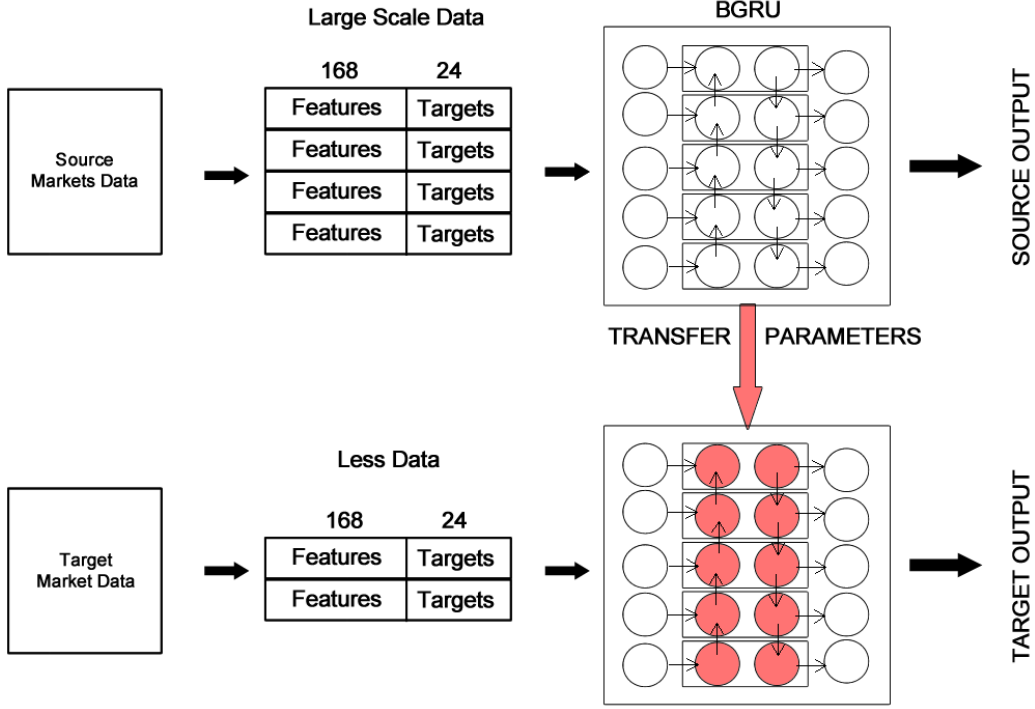 Large Scale Data
BGRU
168 24
Features Targets
Features Targets
Features Targets
Features Targets
Source
Markets Data
SOURCE OUTPUT
TRANSFER PARAMETERS
Less Data
168 24
Features Targets
Features Targets
Target
Market Data
TARGET OUTPUT